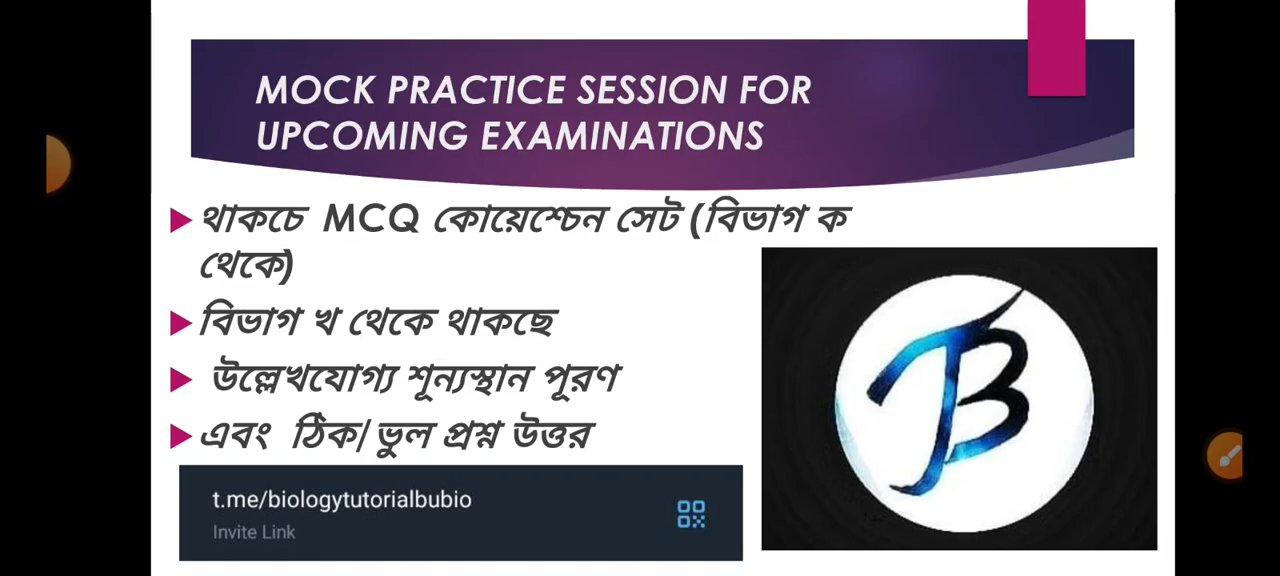 MOCK PRACTICE SESSION FOR
UPCOMING EXAMINATIONS
থাকচে MCQ কোয়েশ্চেন সেট (বিভাগ ক
থেকে)
বিভাগ খ থেকে থাকছে
উল্লেখযোগ্য শূন্যস্থান পূরণ
এবং ঠিক/ ভুল প্রশ্ন উত্তর
t.me/biologytutorialbubio
Invite Link
TB